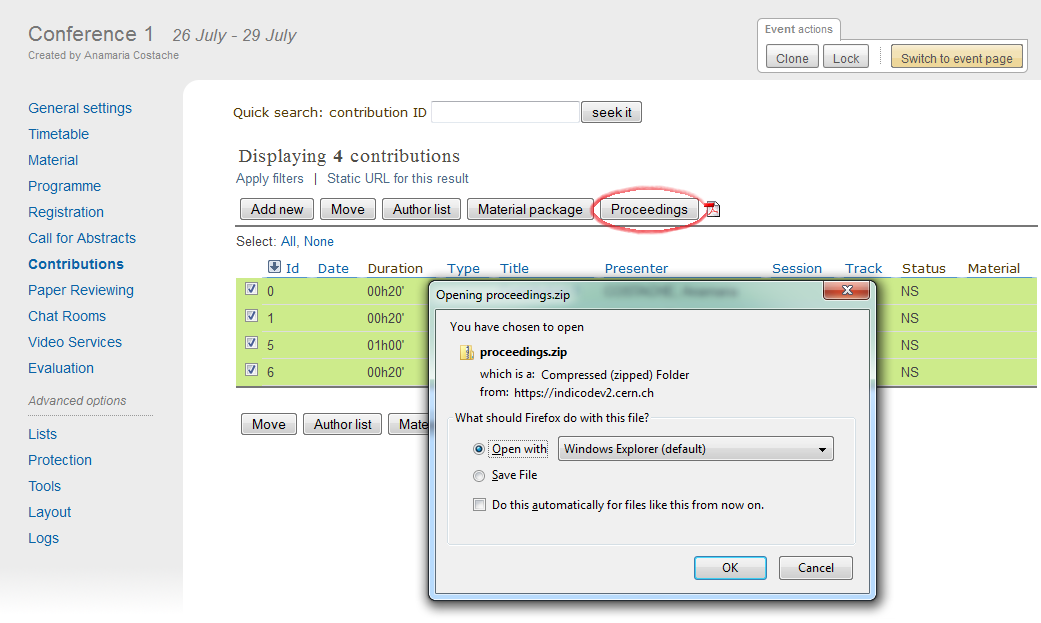 Conference 1 26 July - 29 July
Created by Anamaria Costache
Event actions
Clone Lock Switch to event page
General settings
Timetable
Material
Programme
Registration
Call for Abstracts
Contributions
Paper Reviewing
Chat Rooms
Video Services
Evaluation
Advanced options
Lists
Protection
Tools
Layout
Logs
Quick search: contribution ID seek it
Displaying 4 contributions
Apply filters | Static URL for this result
Add new Move Author list Material package Proceedings
Select: All, None
Id Date Duration Type Title Presenter Session Track Status Material
0 00h20' NS
1 00h20' NS
5 01h00' NS
6 00h20' NS
Move Author list Mate
Opening proceedings.zip
You have chosen to open
proceedings.zip
which is a: Compressed (zipped) Folder
from: https://indicodev2.cern.ch
What should Firefox do with this file?
Open with Windows Explorer (default)
Save File
Do this automatically for files like this from now on.
OK Cancel